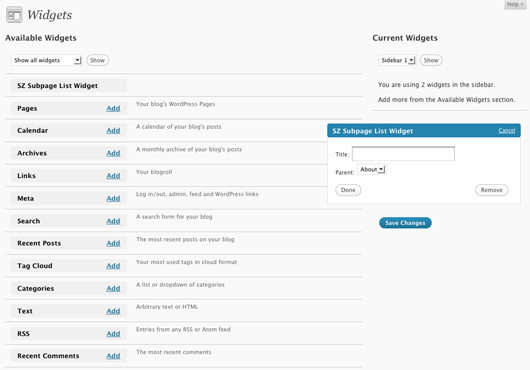 Help
Widgets
Available Widgets
Show all widgets Show
SZ Subpage List Widget
Pages Add Your blog's WordPress Pages
Calendar Add A calendar of your blog's posts
Archives Add A monthly archive of your blog's posts
Links Add Your blogroll
Meta Add Log in/out, admin, feed and WordPress links
Search Add A search form for your blog
Recent Posts Add The most recent posts on your blog
Tag Cloud Add Your most used tags in cloud format
Categories Add A list or dropdown of categories
Text Add Arbitrary text or HTML
RSS Add Entries from any RSS or Atom feed
Recent Comments Add The most recent comments
Current Widgets
Sidebar 1 Show
You are using 2 widgets in the sidebar.
Add more from the Available Widgets section.
SZ Subpage List Widget Cancel
Title:
Parent: About
Done Remove
Save Changes